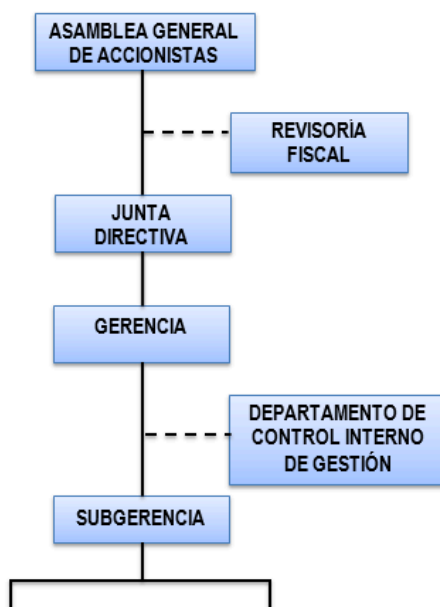 ASAMBLEA GENERAL
DE ACCIONISTAS
REVISORÍA
FISCAL
JUNTA
DIRECTIVA
GERENCIA
DEPARTAMENTO DE
CONTROL INTERNO
DE GESTIÓN
SUBGERENCIA